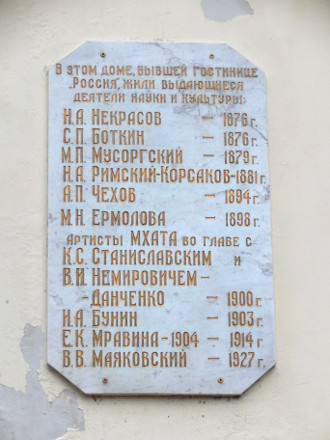 В этом доме, бывшей гостинице
"Россия", жили выдающиеся
деятели науки и культуры:
Н.А. Некрасов – 1876 г.
С.П. Боткин – 1876 г.
М.П. Мусоргский – 1879 г.
Н.А. Римский-Корсаков–1881 г.
А.П. Чехов – 1894 г.
М.Н. Ермолова – 1898 г.
Артисты МХАТа во главе с
К.С. Станиславским и
В.И. Немировичем–
–Данченко – 1900 г.
И.А. Бунин – 1903 г.
Е.К. Мравина–1904 – 1914 г.
В.В. Маяковский – 1927 г.